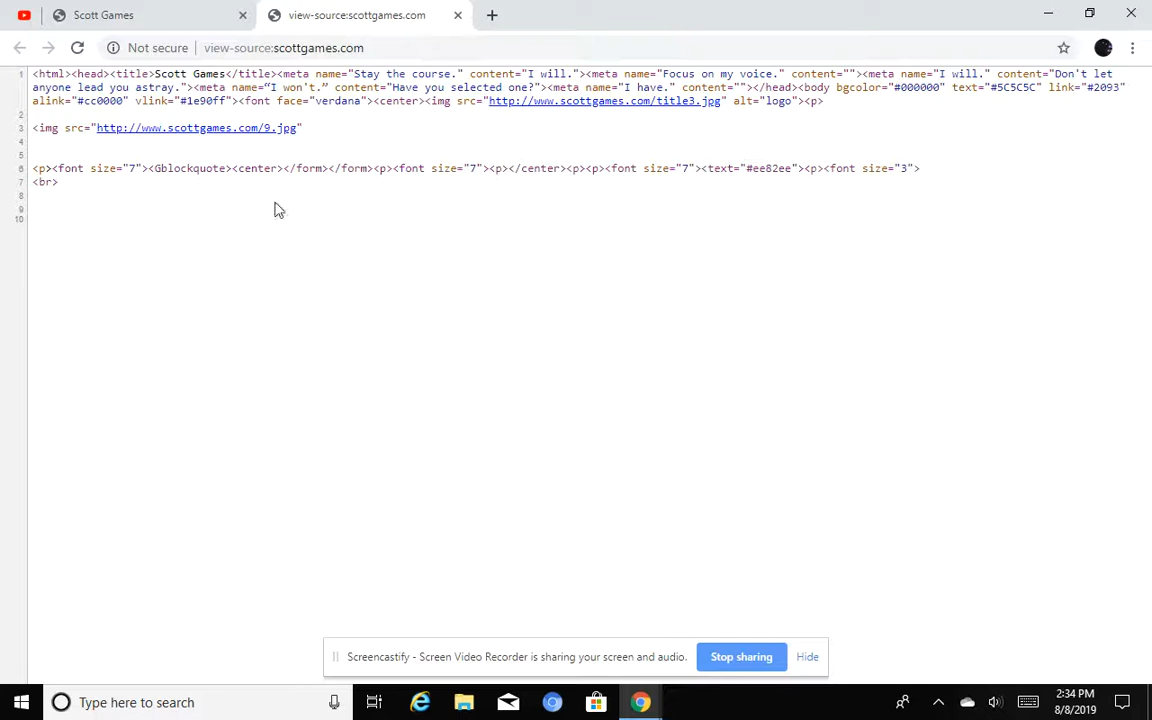 Scott Games
view-source:scottgames.com
Not secure
view-source:scottgames.com
1 <html><head><title>Scott Games</title><meta name="Stay the course." content="I will."><meta name="Focus on my voice." content=""><meta name="I will." content="Don't let
anyone lead you astray."><meta name=“I won't.” content="Have you selected one?"><meta name="I have." content=""></head><body bgcolor="#000000" text="#5C5C5C" link="#2093"
alink="#cc0000" vlink="#1e90ff"><font face="verdana"><center><img src="http://www.scottgames.com/title3.jpg" alt="logo"><p>
2
3 <img src="http://www.scottgames.com/9.jpg"
4
5
6 <p><font size="7"><Gblockquote><center></form></form><p><font size="7"><p></center><p><p><font size="7"><text="#ee82ee"><p><font size="3">
7 <br>
8
9
10
Screencastify - Screen Video Recorder is sharing your screen and audio.
Stop sharing
Hide
Type here to search
2:34 PM
8/8/2019